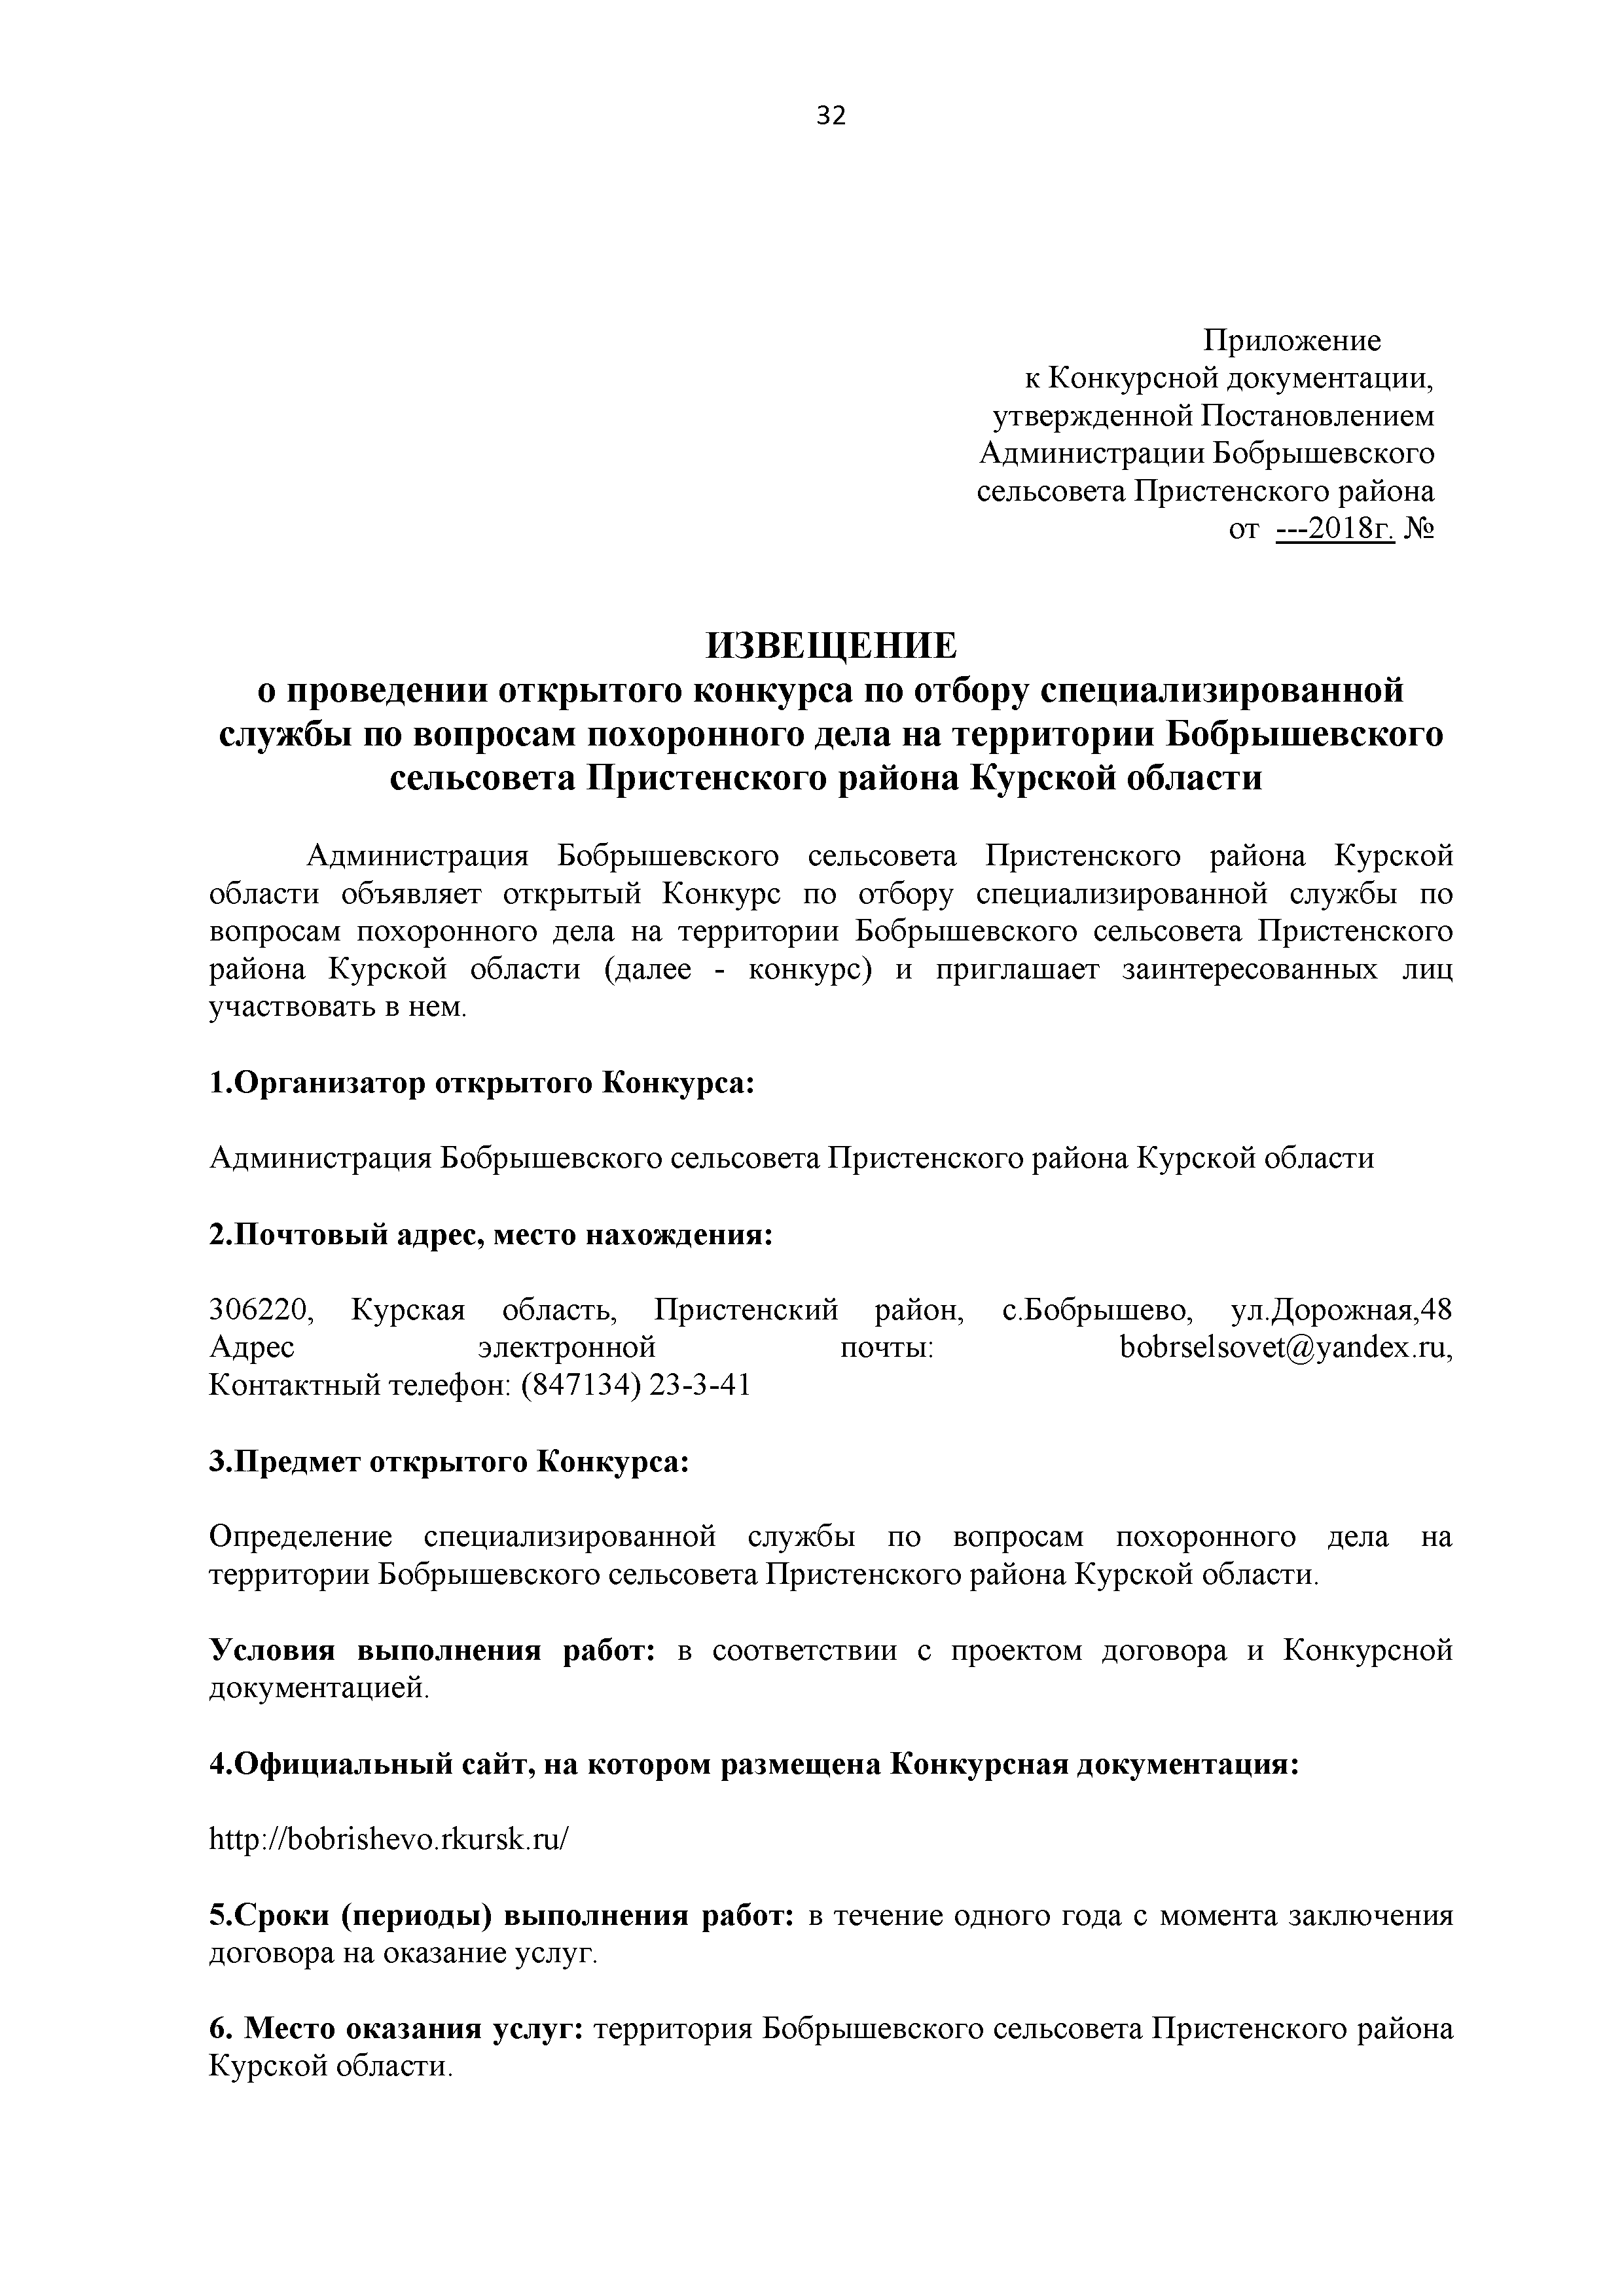 32
Приложение
к Конкурсной документации,
утвержденной Постановлением
Администрации Бобрышевского
сельсовета Пристенского района
от ---2018г. №
ИЗВЕЩЕНИЕ
о проведении открытого конкурса по отбору специализированной
службы по вопросам похоронного дела на территории Бобрышевского
сельсовета Пристенского района Курской области
Администрация Бобрышевского сельсовета Пристенского района Курской
области объявляет открытый Конкурс по отбору специализированной службы по
вопросам похоронного дела на территории Бобрышевского сельсовета Пристенского
района Курской области (далее - конкурс) и приглашает заинтересованных лиц
участвовать в нем.
1.Организатор открытого Конкурса:
Администрация Бобрышевского сельсовета Пристенского района Курской области
2.Почтовый адрес, место нахождения:
306220, Курская область, Пристенский район, с.Бобрышево, ул.Дорожная,48
Адрес электронной почты: bobrselsovet@yandex.ru,
Контактный телефон: (847134) 23-3-41
3.Предмет открытого Конкурса:
Определение специализированной службы по вопросам похоронного дела на
территории Бобрышевского сельсовета Пристенского района Курской области.
Условия выполнения работ: в соответствии с проектом договора и Конкурсной
документацией.
4.Официальный сайт, на котором размещена Конкурсная документация:
http://bobrishevo.rkursk.ru/
5.Сроки (периоды) выполнения работ: в течение одного года с момента заключения
договора на оказание услуг.
6. Место оказания услуг: территория Бобрышевского сельсовета Пристенского района
Курской области.